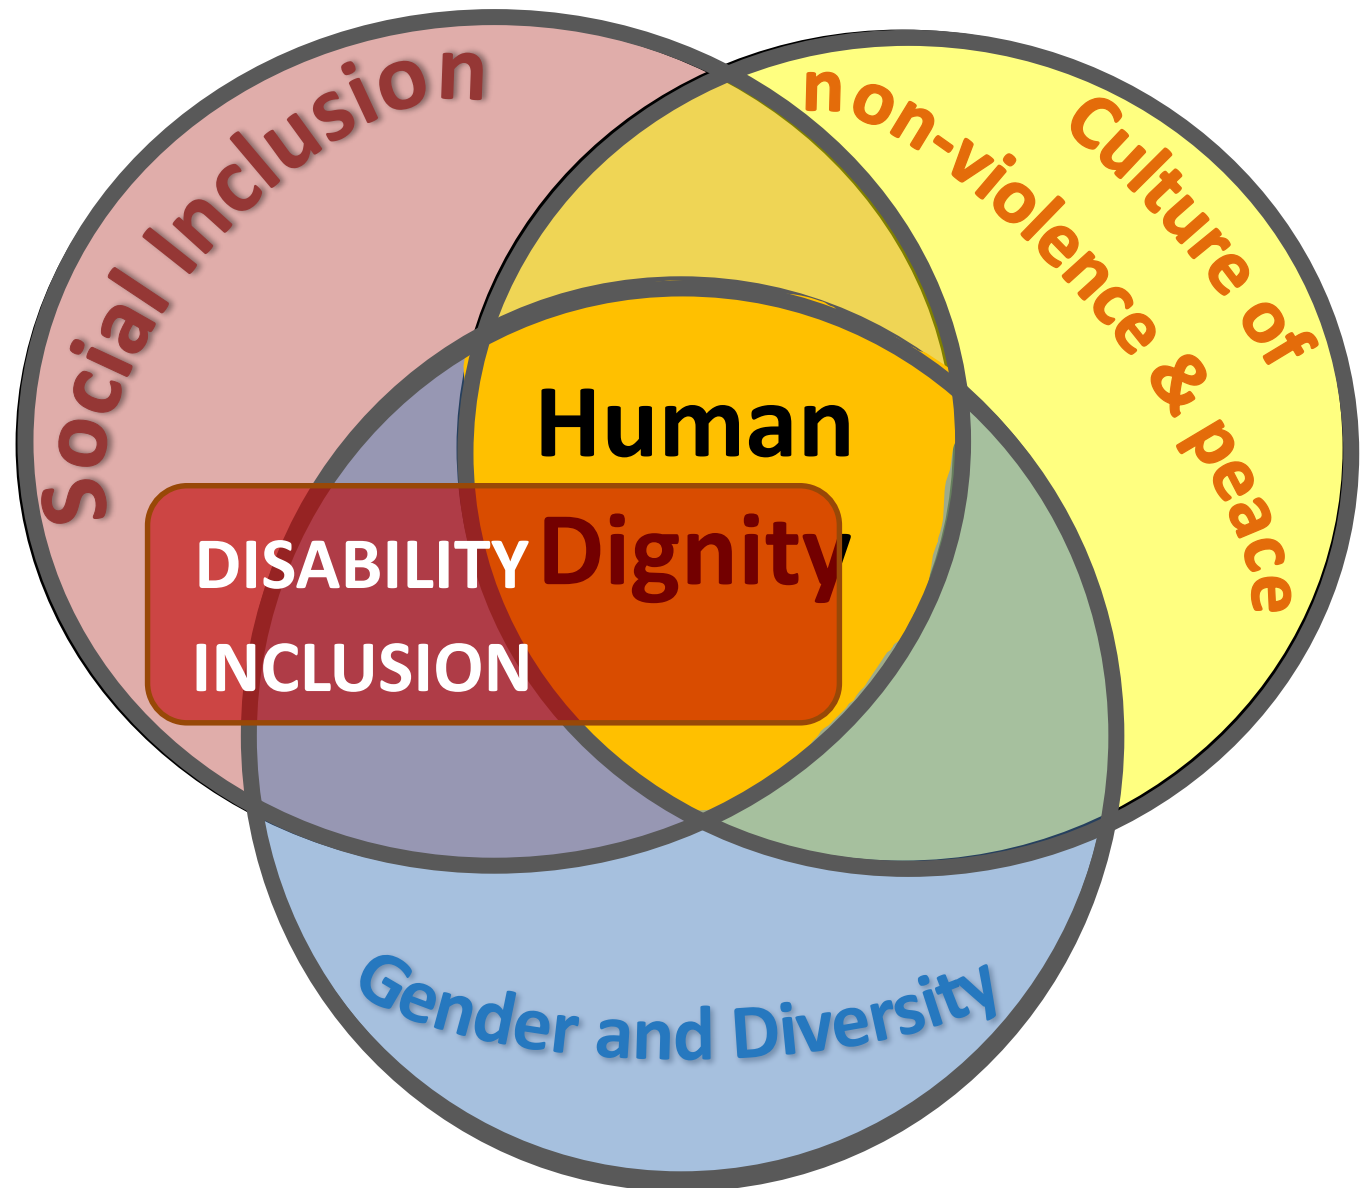 Social Inclusion
Culture of
non-violence & peace
Human
Dignity
DISABILITY
INCLUSION
Gender and Diversity